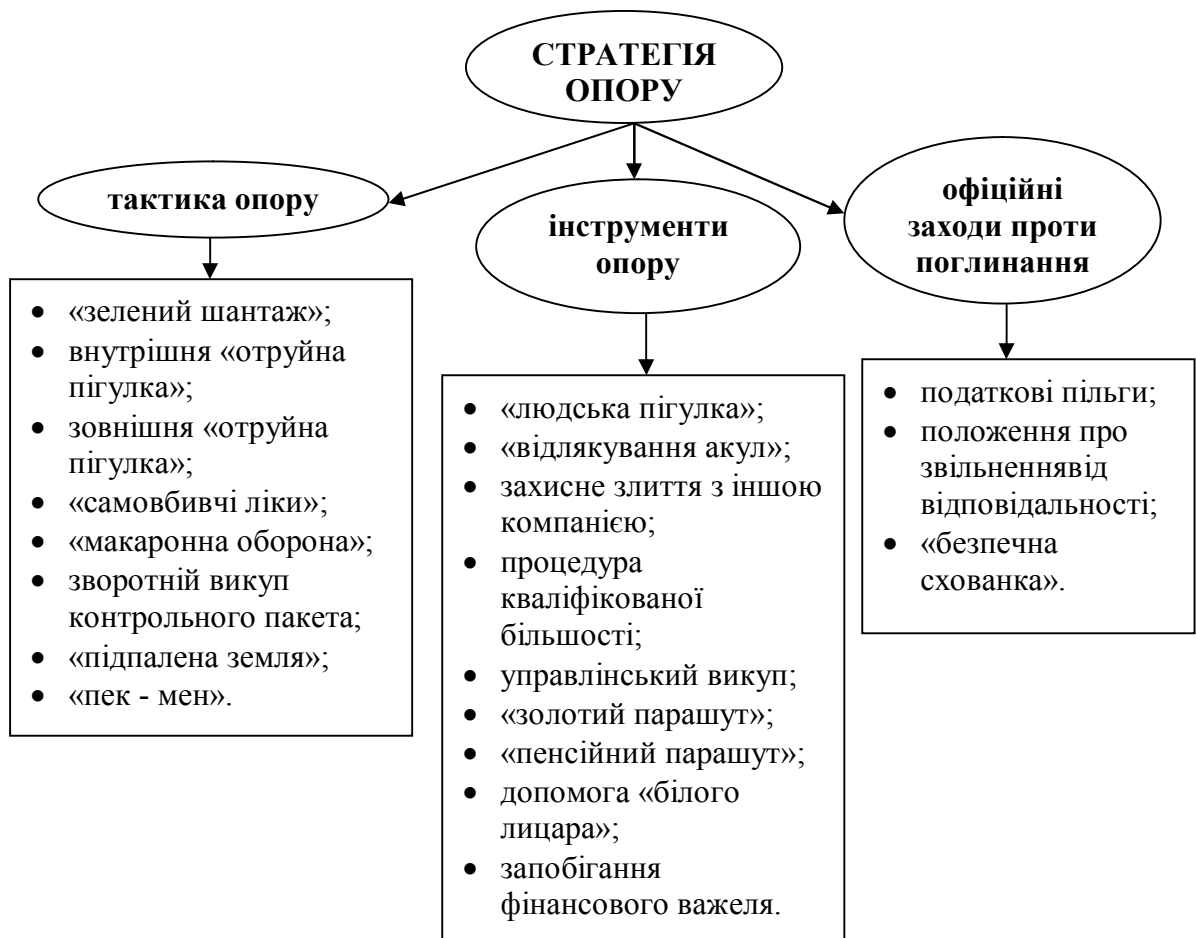 СТРАТЕГІЯ
ОПОРУ
тактика опору
інструменти
опору
офіційні
заходи проти
поглинання
• «зелений шантаж»;
• внутрішня «отруйна
пігулка»;
• зовнішня «отруйна
пігулка»;
• «самовбивчі ліки»;
• «макаронна оборона»;
• зворотній викуп
контрольного пакета;
• «підпалена земля»;
• «пек - мен».
• «людська пігулка»;
• «відлякування акул»;
• захисне злиття з іншою
компанією;
• процедура
кваліфікованої
більшості;
• управлінський викуп;
• «золотий парашут»;
• «пенсійний парашут»;
• допомога «білого
лицара»;
• запобігання
фінансового важеля.
• податкові пільги;
• положення про
звільненнявід
відповідальності;
• «безпечна
схованка».